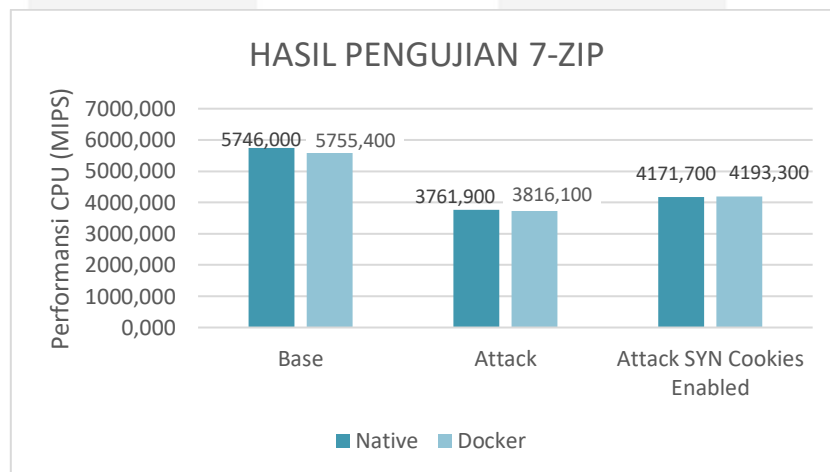 HASIL PENGUJIAN 7-ZIP
Performansi CPU (MIPS)
7000,000
6000,000
5000,000
4000,000
3000,000
2000,000
1000,000
0,000
5746,000 5755,400
3761,900 3816,100
4171,700 4193,300
Base Attack Attack SYN Cookies
Enabled
Native Docker